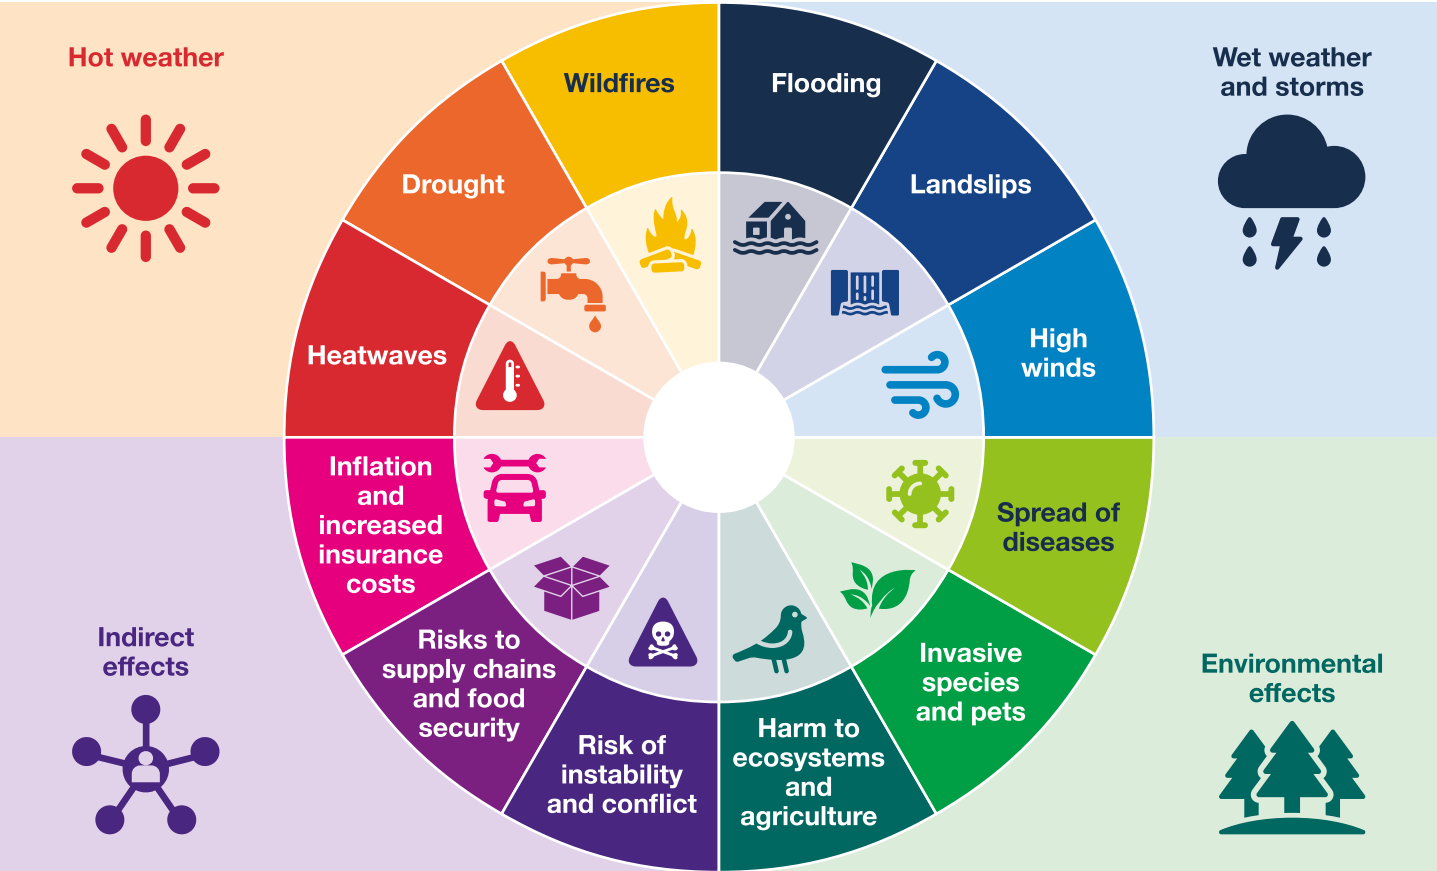 Hot weather
Wet weather
and storms
Wildfires
Flooding
Drought
Landslips
Heatwaves
High
winds
Inflation
and
increased
insurance
costs
Spread of
diseases
Risks to
supply chains
and food
security
Invasive
species
and pets
Risk of
instability
and conflict
Harm to
ecosystems
and
agriculture
Indirect
effects
Environmental
effects